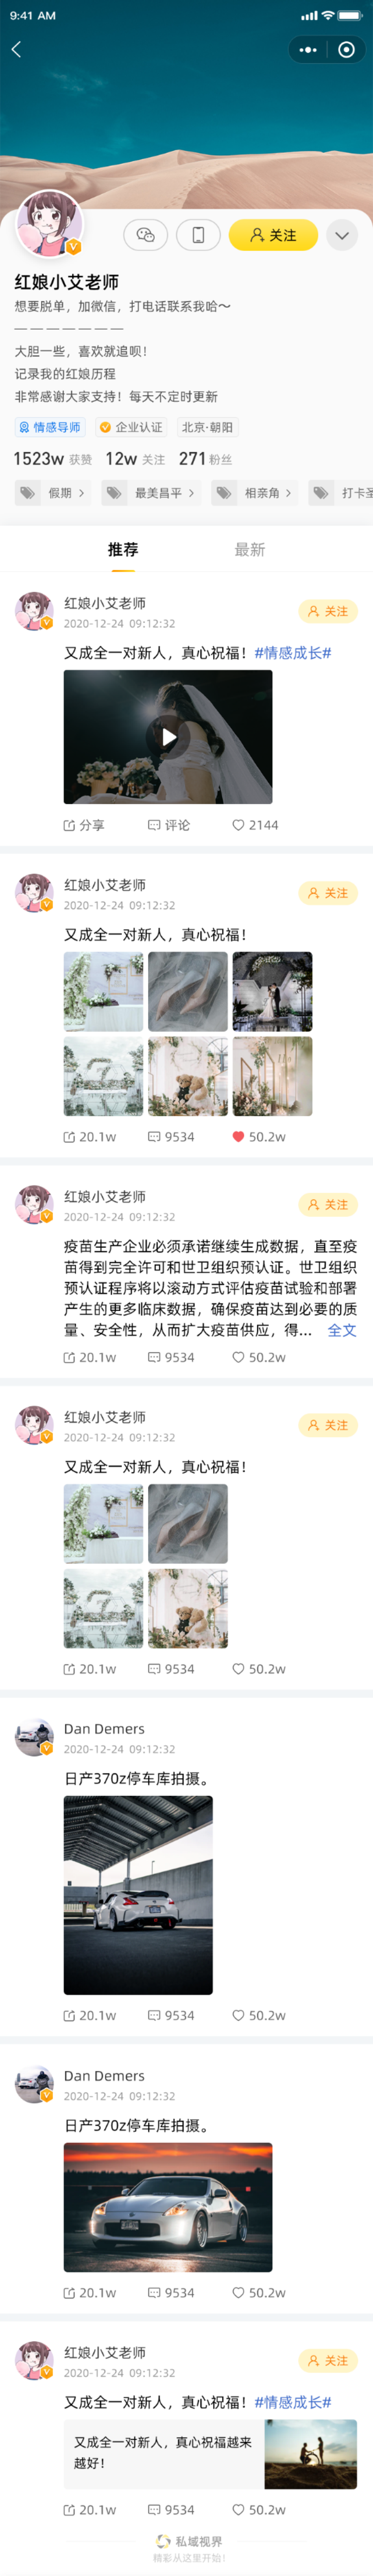 9:41 AM
关注
红娘小艾老师
想要脱单，加微信，打电话联系我哈～
———————
大胆一些，喜欢就追呗！
记录我的红娘历程
非常感谢大家支持！每天不定时更新
情感导师 企业认证 北京·朝阳
1523w 获赞 12w 关注 271 粉丝
假期 最美昌平 相亲角 打卡圣
推荐 最新
红娘小艾老师
关注
2020-12-24 09:12:32
又成全一对新人，真心祝福！#情感成长#
分享 评论 2144
红娘小艾老师
关注
2020-12-24 09:12:32
又成全一对新人，真心祝福！
20.1w 9534 50.2w
红娘小艾老师
关注
2020-12-24 09:12:32
疫苗生产企业必须承诺继续生成数据，直至疫
苗得到完全许可和世卫组织预认证。世卫组织
预认证程序将以滚动方式评估疫苗试验和部署
产生的更多临床数据，确保疫苗达到必要的质
量、安全性，从而扩大疫苗供应，得... 全文
20.1w 9534 50.2w
红娘小艾老师
关注
2020-12-24 09:12:32
又成全一对新人，真心祝福！
20.1w 9534 50.2w
Dan Demers
2020-12-24 09:12:32
日产370z停车库拍摄。
20.1w 9534 50.2w
Dan Demers
2020-12-24 09:12:32
日产370z停车库拍摄。
20.1w 9534 50.2w
红娘小艾老师
关注
2020-12-24 09:12:32
又成全一对新人，真心祝福！#情感成长#
又成全一对新人，真心祝福越来
越好！
20.1w 9534 50.2w
私域视界
精彩从这里开始！